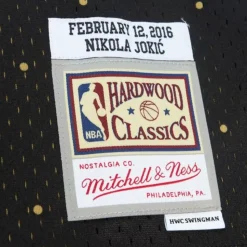 FEBRUARY 12, 2016
NIKOLA JOKIĆ
HARDWOOD
NBA
CLASSICS
NOSTALGIA CO.
Mitchell & Ness
PHILADELPHIA, PA.
HWC SWINGMAN